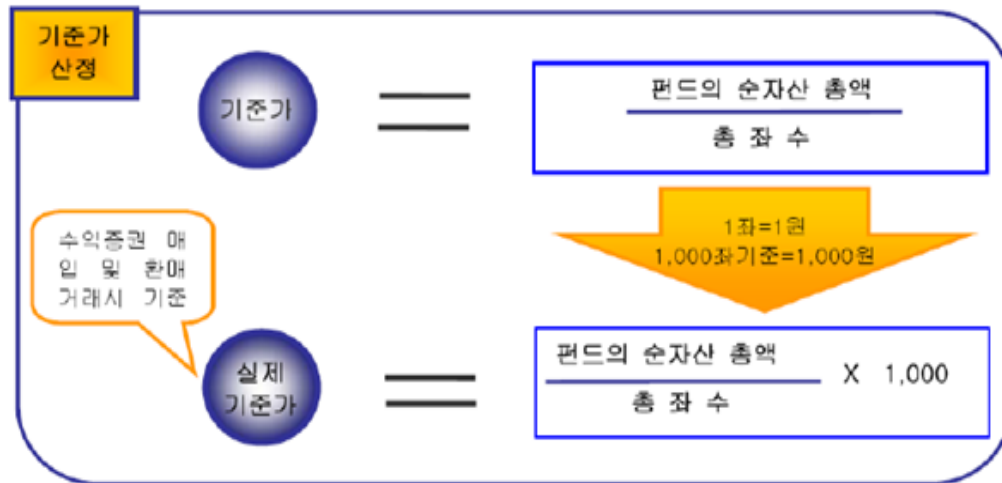 기준가
산정
기준가
펀드의 순자산 총액
총 좌 수
1좌=1원
1,000좌기준=1,000원
수익증권 매
입 및 환매
거래시 기준
실제
기준가
펀드의 순자산 총액
총 좌 수
X 1,000